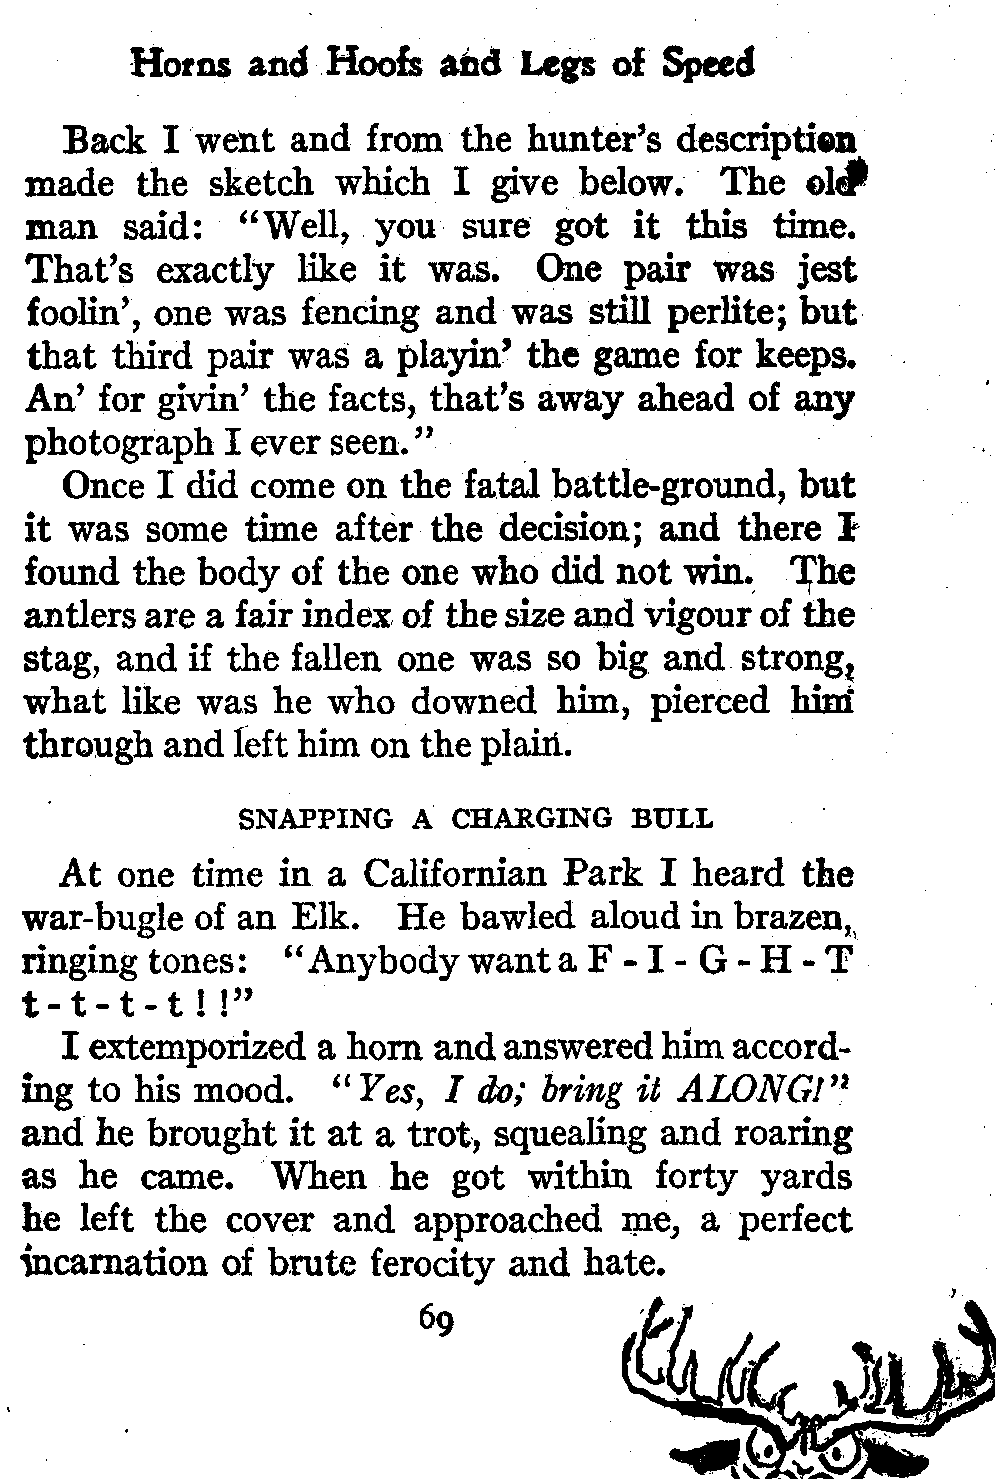 Horns and Hoofs and Legs of Speed
Back I went and from the hunter's description
made the sketch which I give below. The old
man said: "Well, you sure got it this time.
That's exactly like it was. One pair was jest
foolin', one was fencing and was still perlite; but
that third pair was a playin' the game for keeps.
An' for givin' the facts, that's away ahead of any
photograph I ever seen."
Once I did come on the fatal battle-ground, but
it was some time after the decision; and there I
found the body of the one who did not win. The
antlers are a fair index of the size and vigour of the
stag, and if the fallen one was so big and strong,
what like was he who downed him, pierced him
through and left him on the plain.
SNAPPING A CHARGING BULL
At one time in a Californian Park I heard the
war-bugle of an Elk. He bawled aloud in brazen,
ringing tones: "Anybody want a F - I - G - H - T
t - t - t - t ! !"
I extemporized a horn and answered him accord-
ing to his mood. "Yes, I do; bring it ALONG!"
and he brought it at a trot, squealing and roaring
as he came. When he got within forty yards
he left the cover and approached me, a perfect
incarnation of brute ferocity and hate.
69